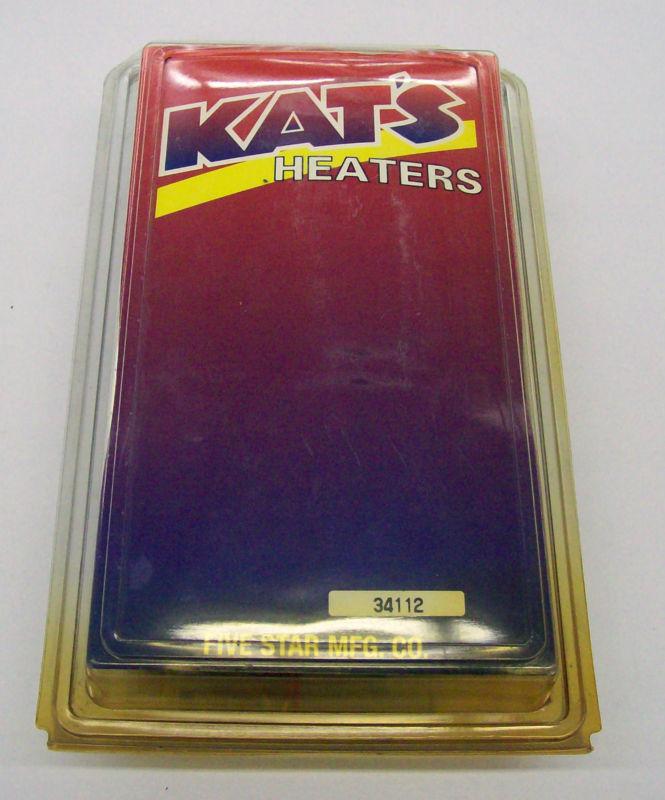 KAT'S
HEATERS
34112
FIVE STAR MFG. CO.